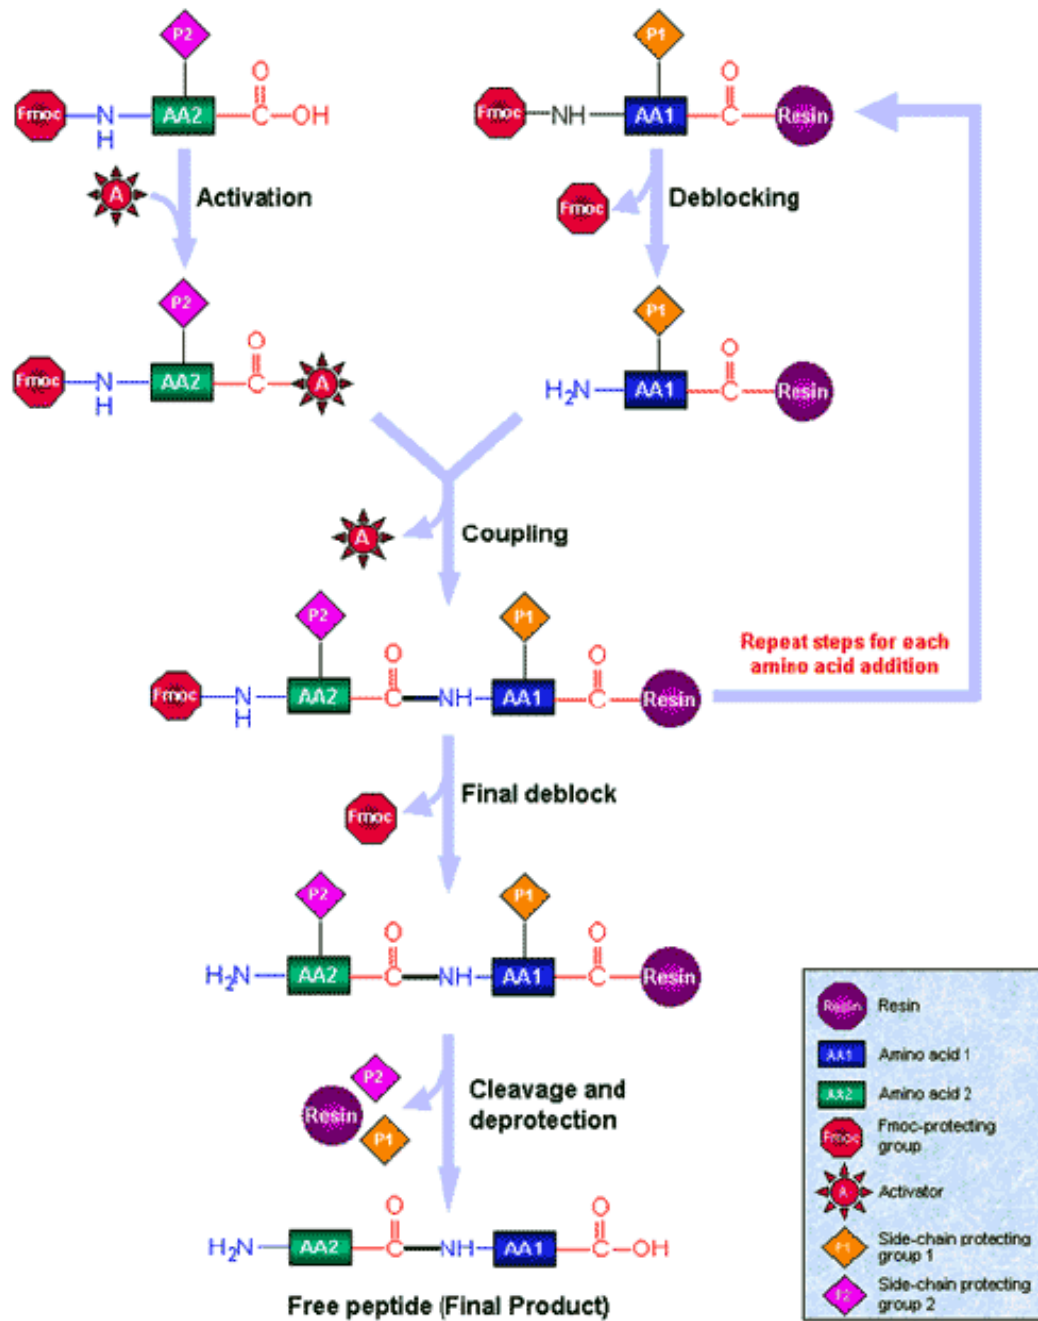 P2
P1
O
O
Fmoc
N
H
AA2
C
OH
Fmoc
NH
AA1
C
Resin
A
Activation
Fmoc
Deblocking
P2
P1
O
O
Fmoc
N
H
AA2
C
A
H2N
AA1
C
Resin
A
Coupling
P2
P1
Repeat steps for each
amino acid addition
O
O
Fmoc
N
H
AA2
C
NH
AA1
C
Resin
Fmoc
Final deblock
P2
P1
O
O
H2N
AA2
C
NH
AA1
C
Resin
P2
Resin
P1
Cleavage and
deprotection
O
O
H2N
AA2
C
NH
AA1
C
OH
Free peptide (Final Product)
Resin
Resin
AA1
Amino acid 1
AA2
Amino acid 2
Fmoc
Fmoc-protecting
group
A
Activator
P1
Side-chain protecting
group 1
P2
Side-chain protecting
group 2